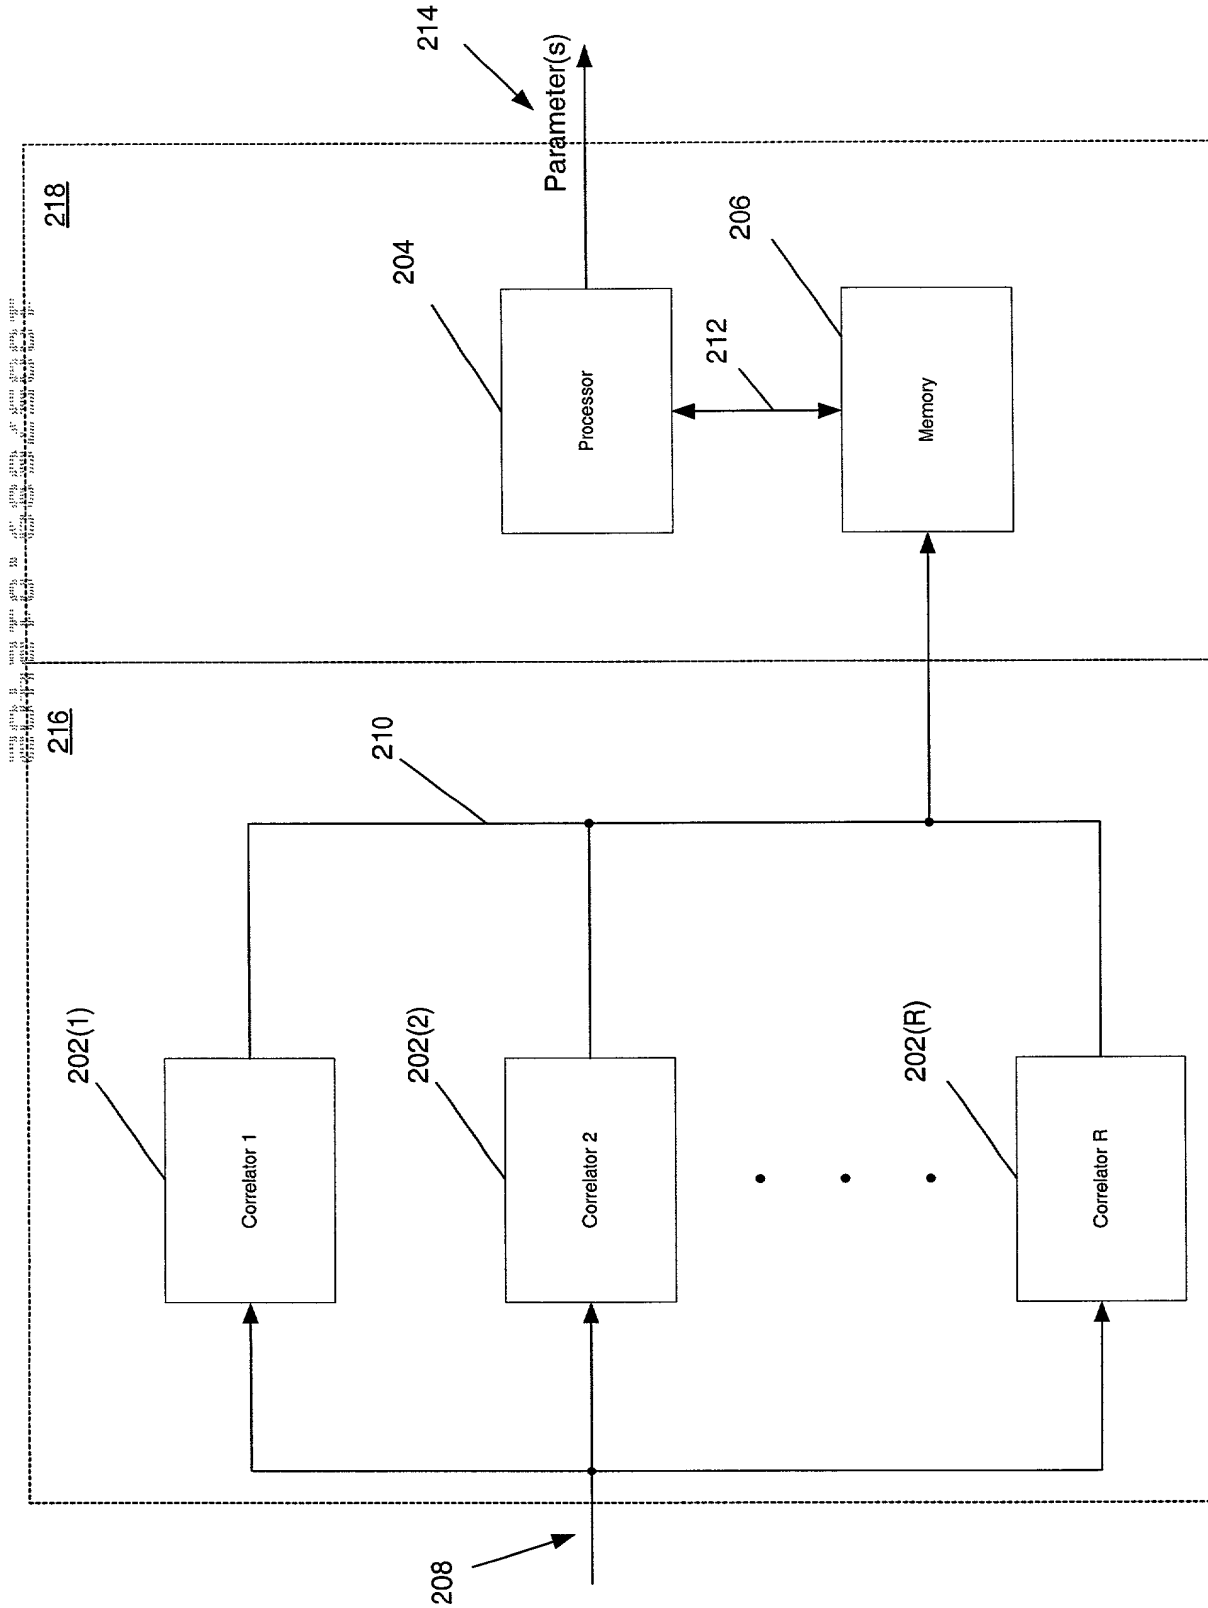 216
218
208
202(1)
Correlator 1
202(2)
Correlator 2
202(R)
Correlator R
210
204
Processor
212
206
Memory
214
Parameter(s)